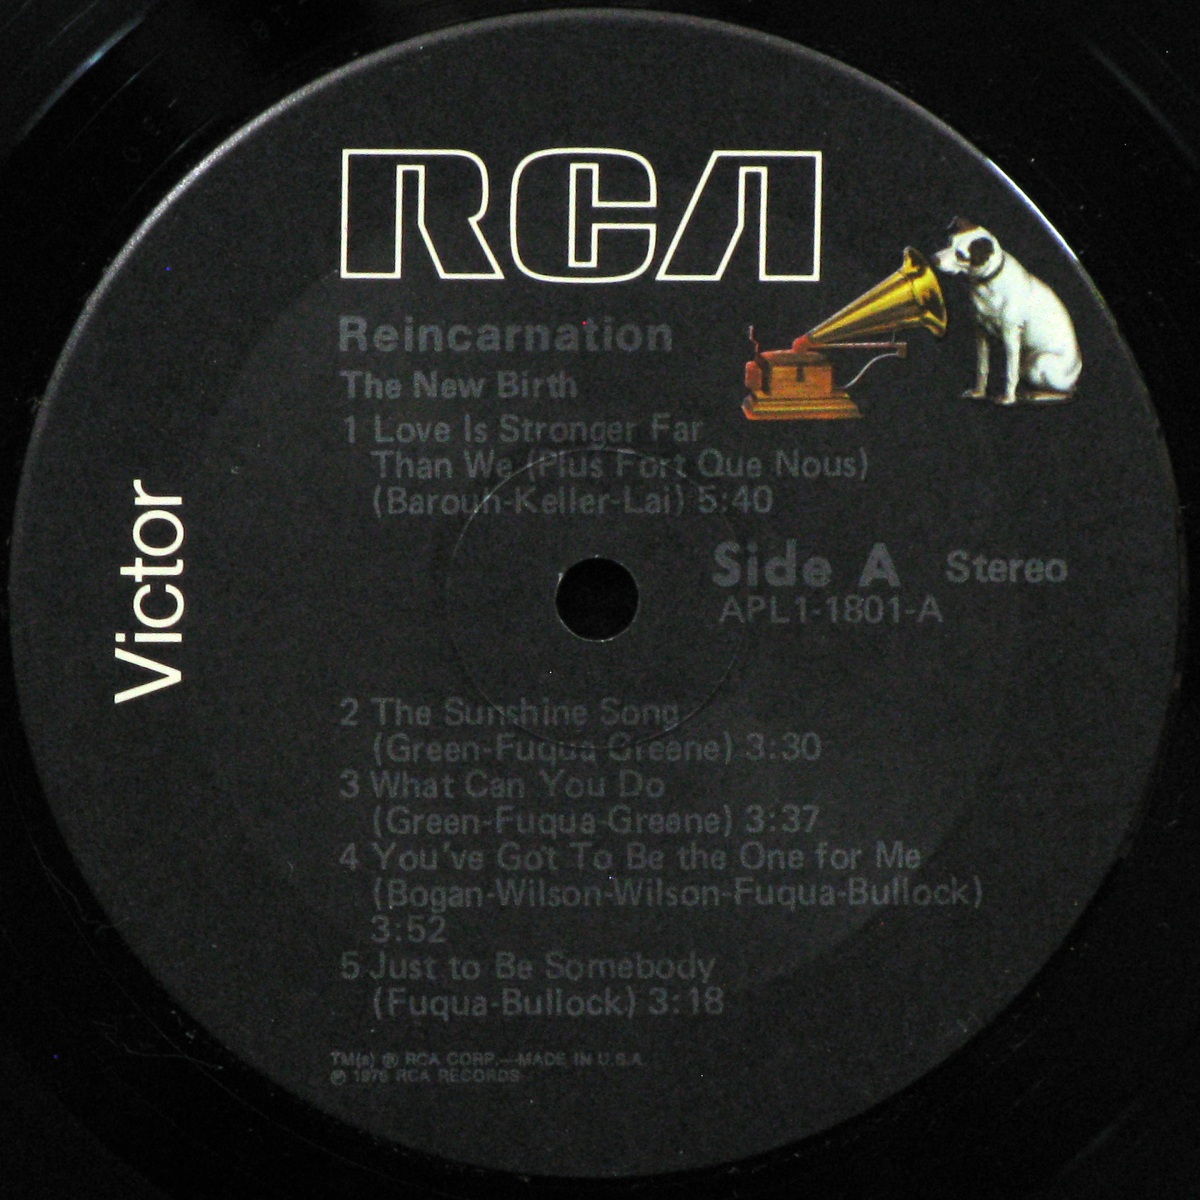 RCA
Victor
Reincarnation
The New Birth
1 Love Is Stronger Far
Than We (Plus Fort Que Nous)
(Barouh-Keller-Lai) 5:40
Side A Stereo
APL1-1801-A
2 The Sunshine Song
(Green-Fuqua-Greene) 3:30
3 What Can You Do
(Green-Fuqua-Greene) 3:37
4 You've Got To Be the One for Me
(Bogan-Wilson-Wilson-Fuqua-Bullock)
3:52
5 Just to Be Somebody
(Fuqua-Bullock) 3:18
TM(s) ® RCA CORP.—MADE IN U.S.A.
℗ 1976 RCA RECORDS